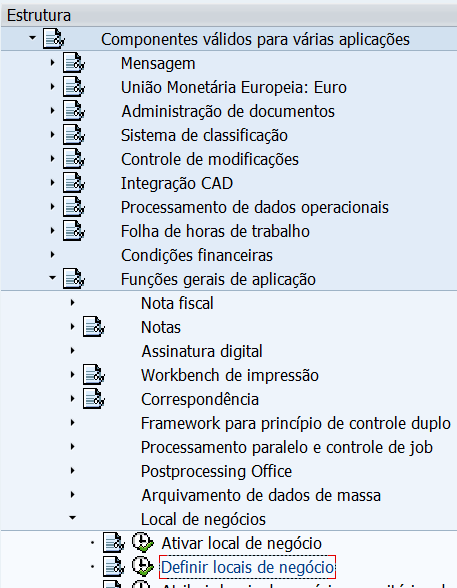 Estrutura
Componentes válidos para várias aplicações
Mensagem
União Monetária Europeia: Euro
Administração de documentos
Sistema de classificação
Controle de modificações
Integração CAD
Processamento de dados operacionais
Folha de horas de trabalho
Condições financeiras
Funções gerais de aplicação
Nota fiscal
Notas
Assinatura digital
Workbench de impressão
Correspondência
Framework para princípio de controle duplo
Processamento paralelo e controle de job
Postprocessing Office
Arquivamento de dados de massa
Local de negócios
Ativar local de negócio
Definir locais de negócio